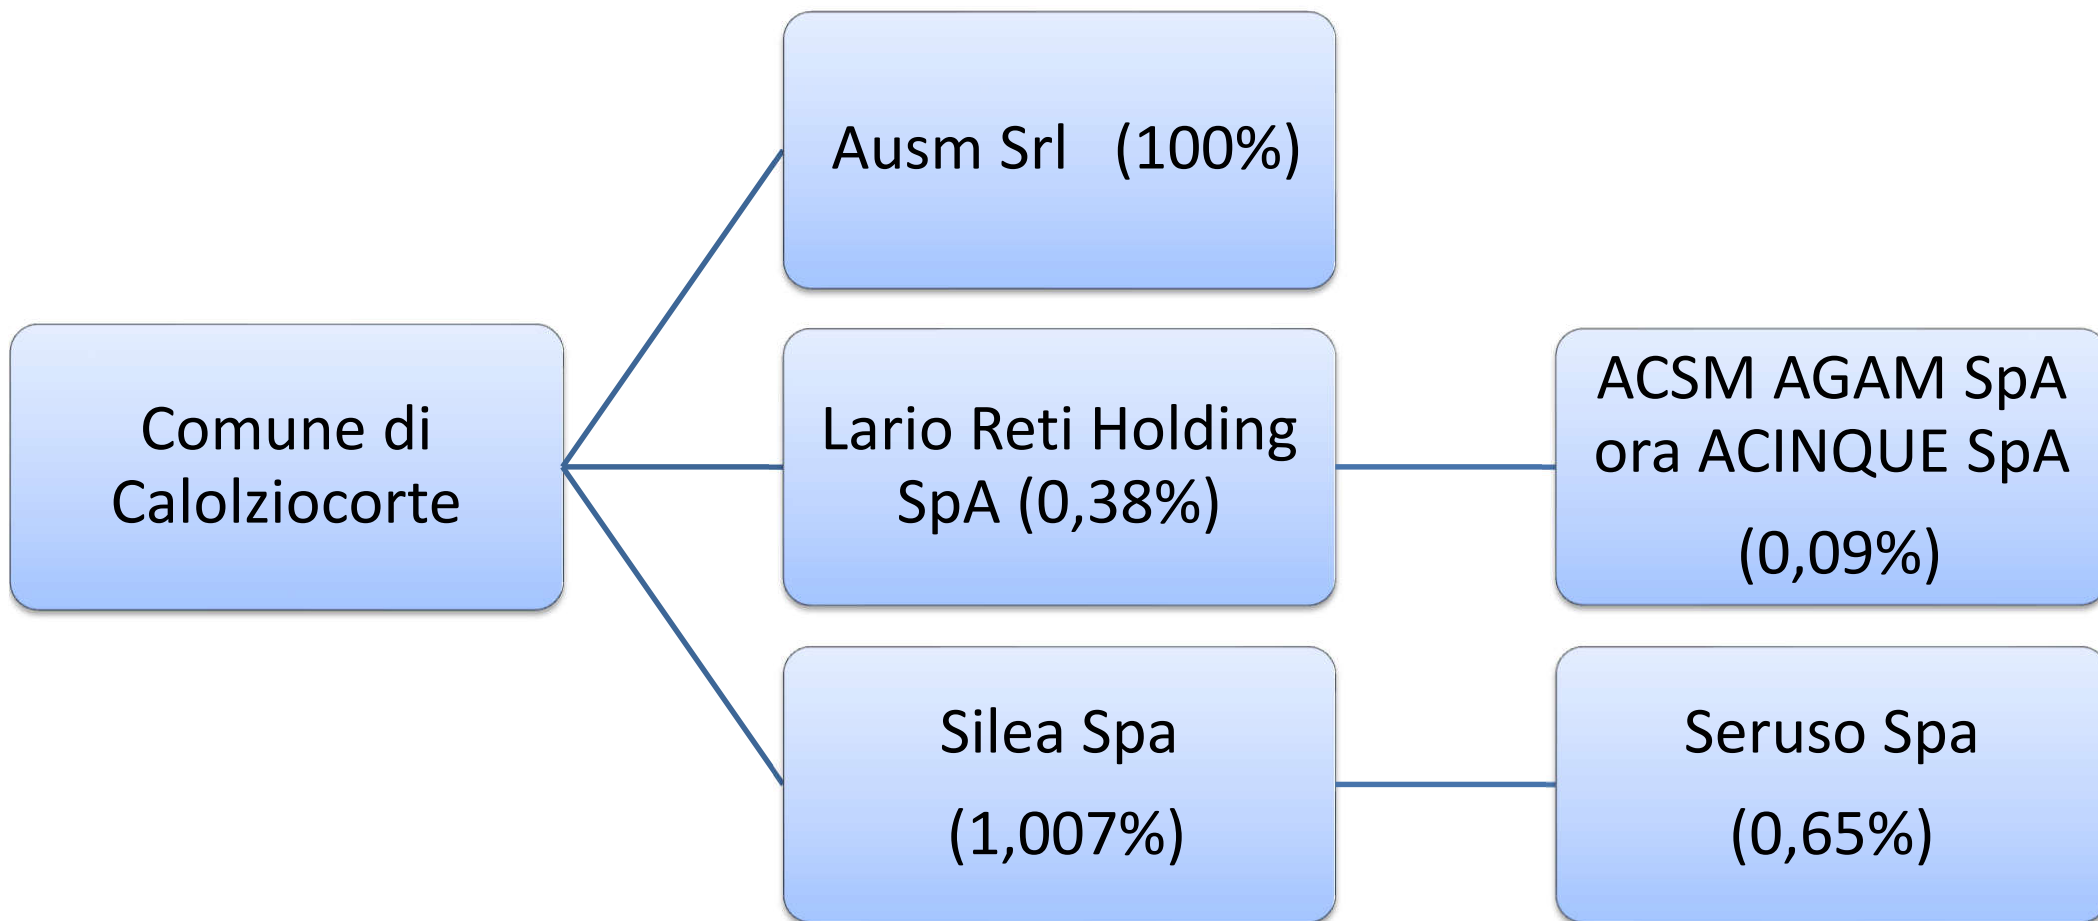 Ausm Srl (100%)
Comune di
Calolziocorte
Lario Reti Holding
SpA (0,38%)
ACSM AGAM SpA
ora ACINQUE SpA
(0,09%)
Silea Spa
(1,007%)
Seruso Spa
(0,65%)